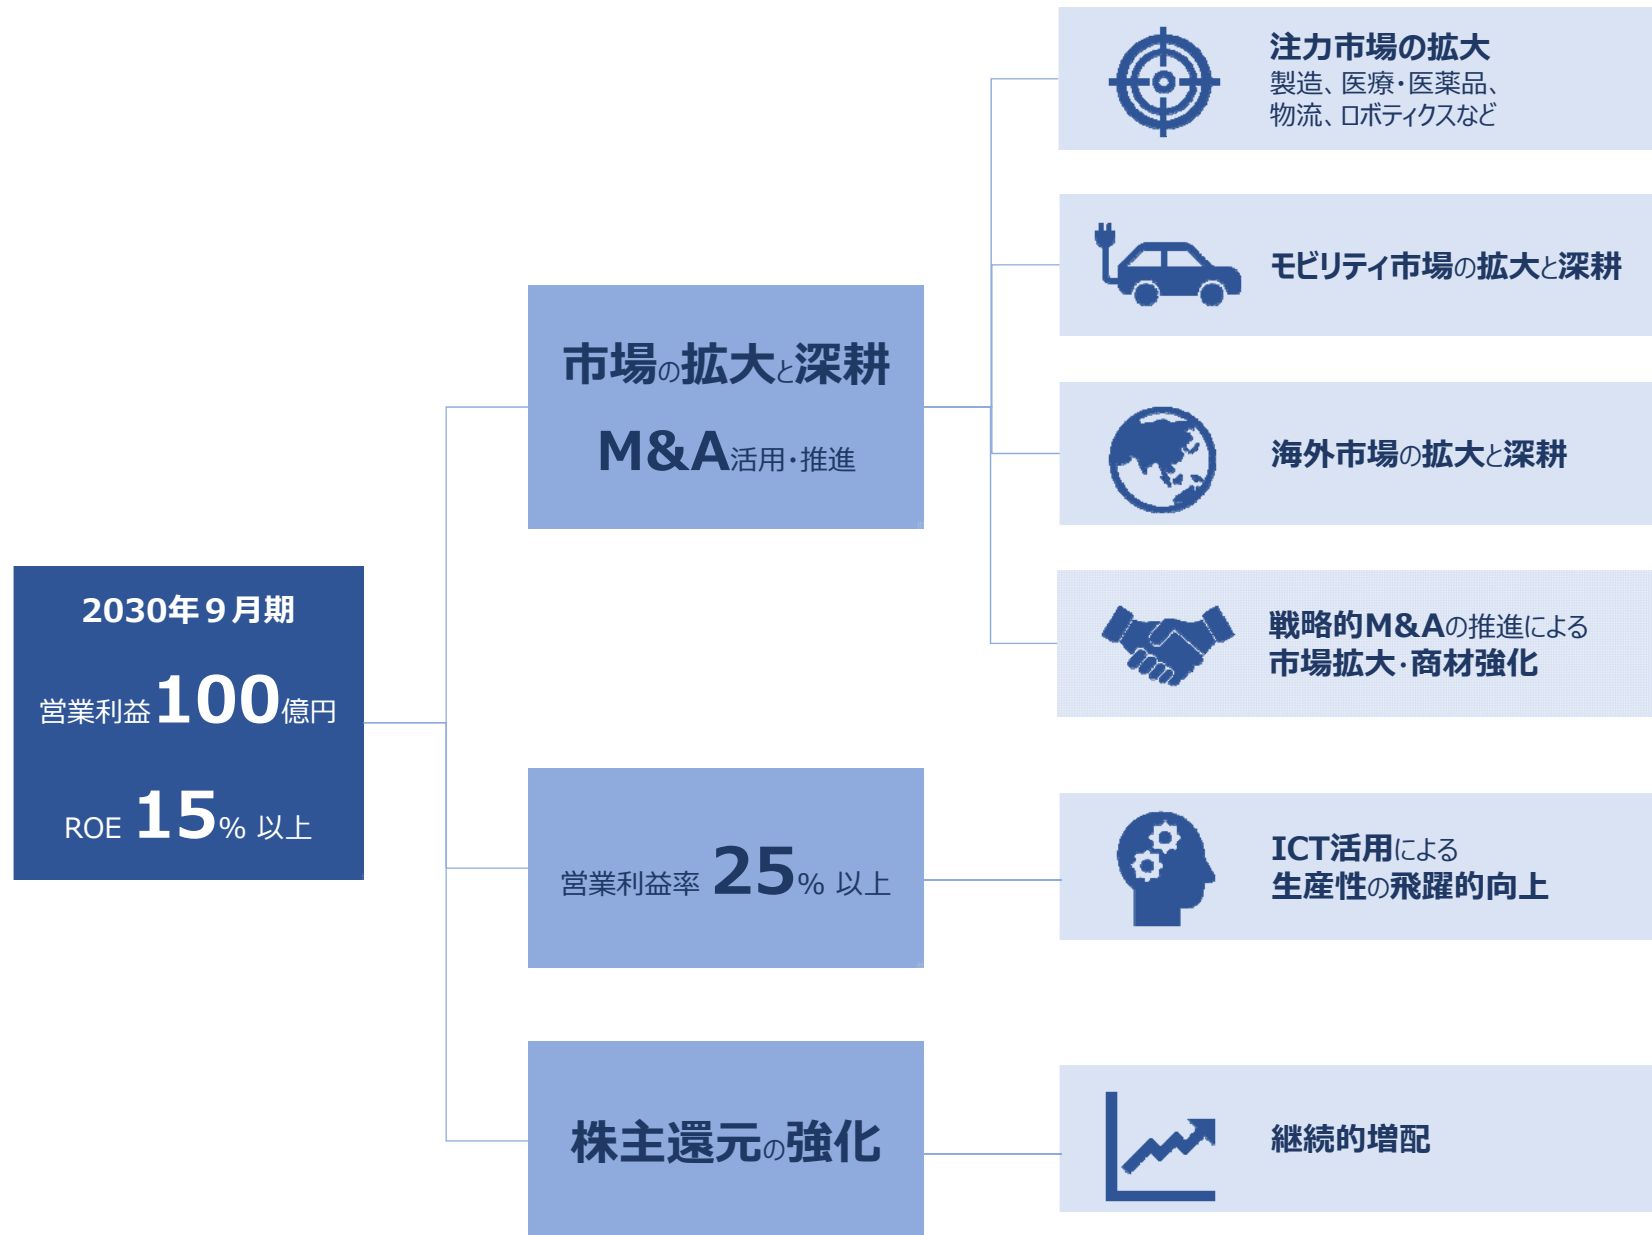 2030年９月期
営業利益100億円
ROE 15% 以上
市場の拡大と深耕
M&A活用・推進
営業利益率 25% 以上
株主還元の強化
注力市場の拡大
製造、医療・医薬品、
物流、ロボティクスなど
モビリティ市場の拡大と深耕
海外市場の拡大と深耕
戦略的M&Aの推進による
市場拡大・商材強化
ICT活用による
生産性の飛躍的向上
継続的増配